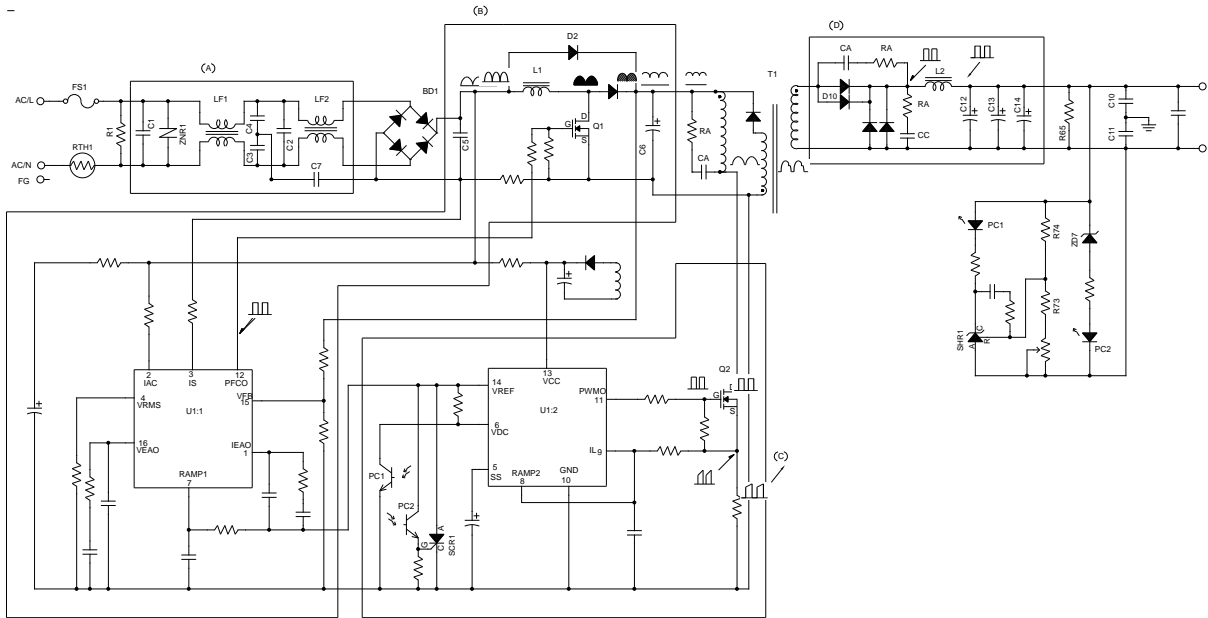 (B)
(D)
D2
CA
RA
(A)
L1
T1
L2
FS1
BD1
AC/L
LF1
LF2
D10
R1
C1
ZNR1
C4
C3
C2
C5
D
G
S
Q1
C6
RA
CA
RA
CC
C12
C13
C14
R65
C10
C11
AC/N
RTH1
FG
C7
PC1
R74
ZD7
R73
SHR1
C
A
R
PC2
2
IAC
3
IS
12
PFCO
4
VRMS
U1:1
VFB
15
16
VEAO
IEAO
1
RAMP1
7
13
VCC
14
VREF
PWMO
11
U1:2
6
VDC
5
SS
IL
9
RAMP2
8
GND
10
Q2
D
G
S
(C)
PC1
PC2
G
A
C
SCR1